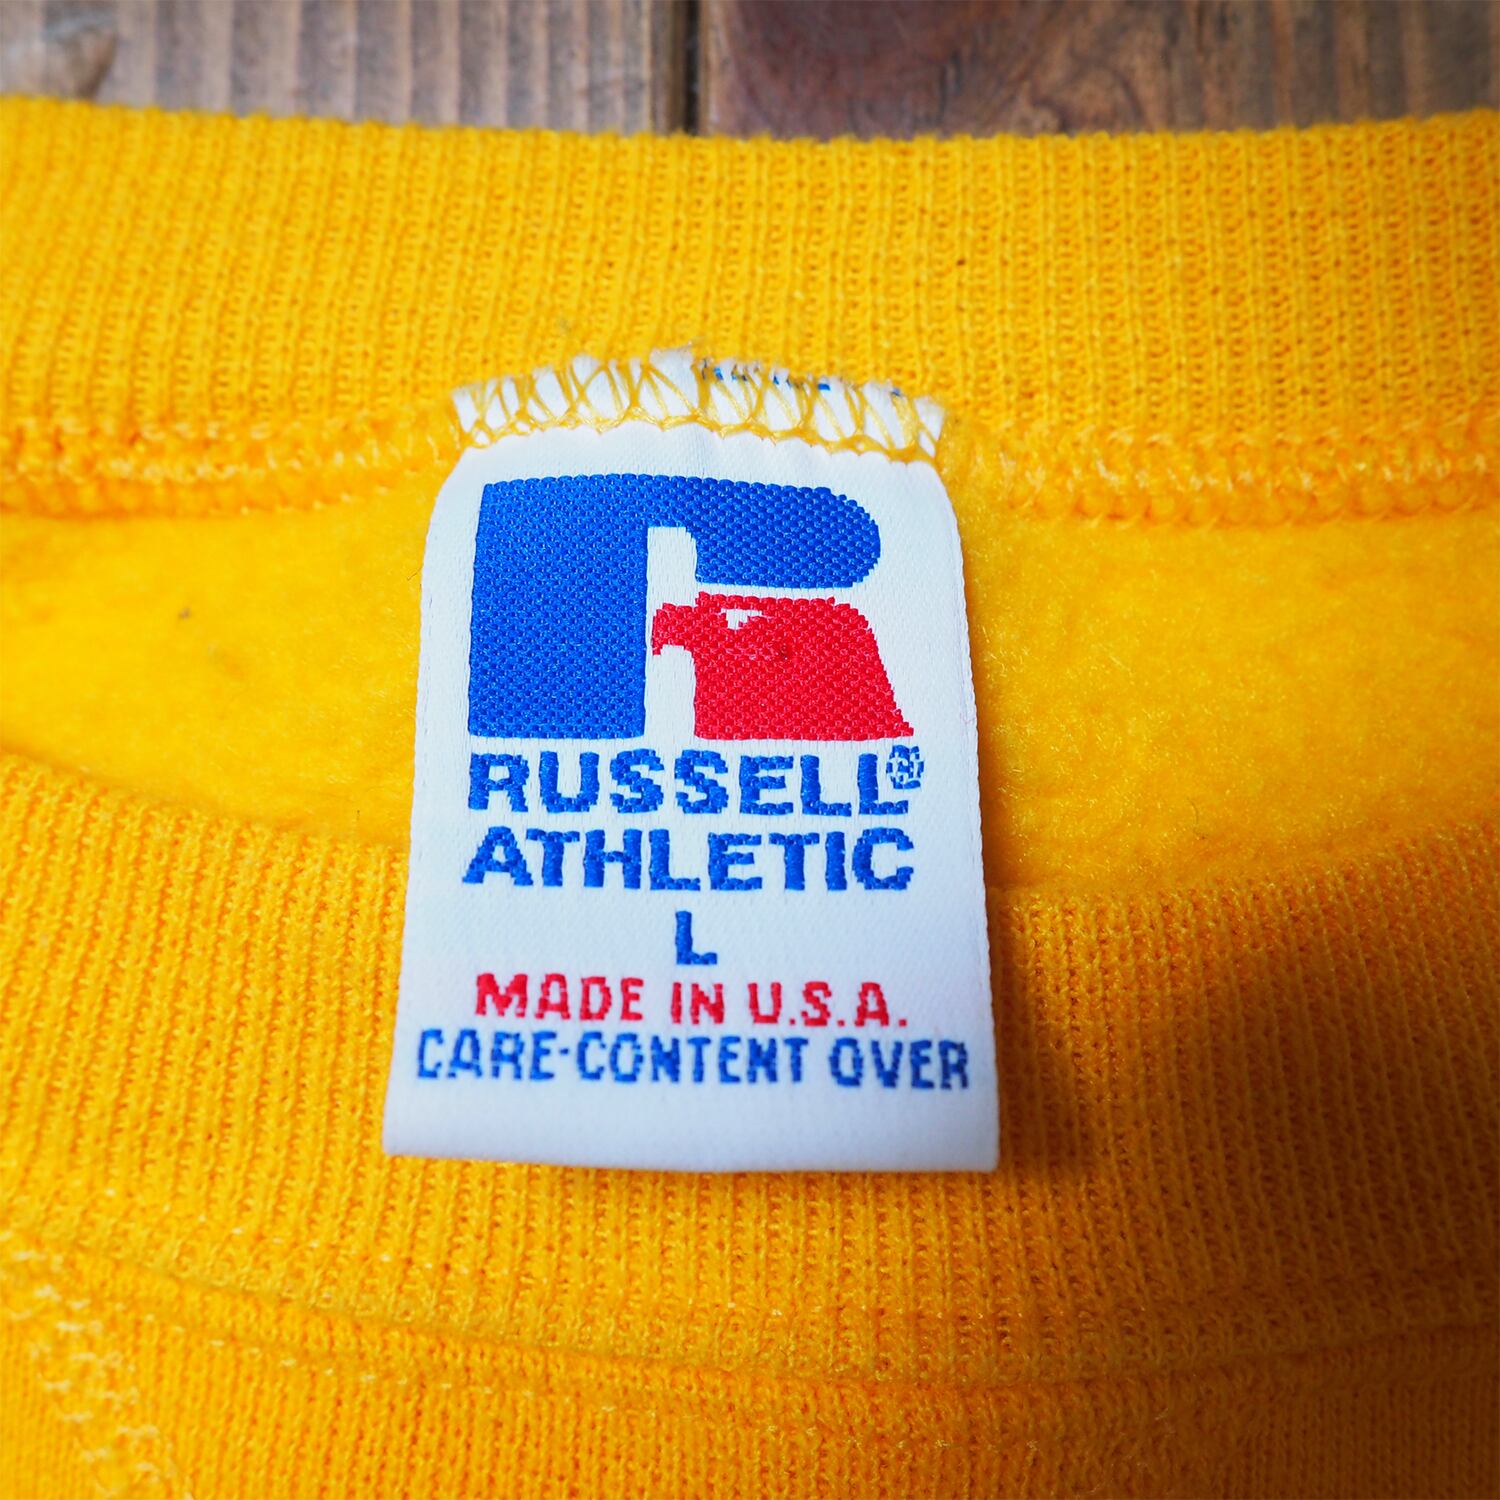 RUSSELL®
ATHLETIC
L
MADE IN U.S.A.
CARE-CONTENT OVER